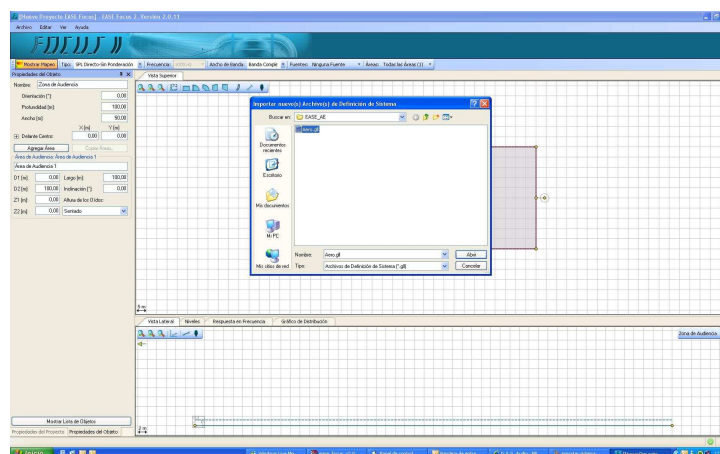 [Nuevo Proyecto EASE Focus] - EASE Focus 2, Versión 2.0.11
Archivo Editar Ver Ayuda
FOCUS II
Mostrar Mapeo Tipo: SPL Directo-Sin Ponderación Frecuencia: Ancho de Banda: Banda Comple Fuentes: Ninguna Fuente Áreas: Todas las Áreas (1)
Propiedades del Objeto
Vista Superior
Nombre: Zona de Audiencia
Orientación [°] 0,00
Profundidad [m] 100,00
Ancho [m] 50,00
X [m] Y [m]
Delante Centro: 0,00 0,00
Agregar Área Copiar Áreas...
Área de Audiencia: Área de Audiencia 1
Área de Audiencia 1
D1 [m] 0,00 Largo [m]: 100,00
D2 [m] 100,00 Inclinación [°] 0,00
Z1 [m] 0,00 Altura de los Oídos:
Z2 [m] 0,00 Sentado
Importar nuevo(s) Archivo(s) de Definición de Sistema
Buscar en: EASE_AE
Aero.gll
Documentos recientes
Escritorio
Mis documentos
Mi PC
Mis sitios de red
Nombre: Aero.gll Abrir
Tipo: Archivos de Definición de Sistema (*.gll) Cancelar
5 m
Vista Lateral Niveles Respuesta en Frecuencia Gráfico de Distribución
Zona de Audiencia
2 m
Mostrar Lista de Objetos
Propiedades del Proyecto Propiedades del Objeto
Inicio